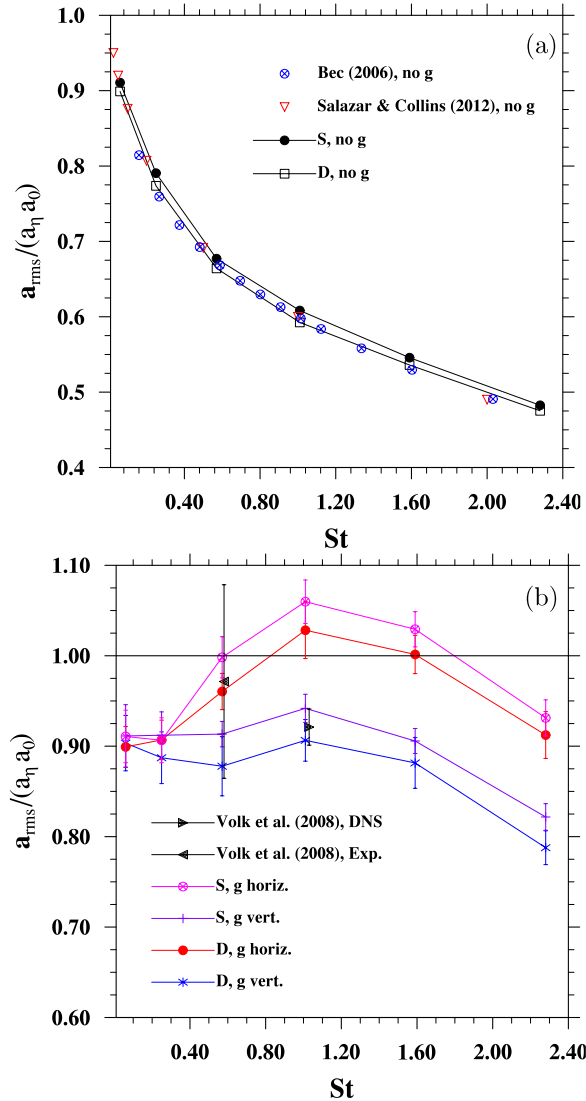 1.0
(a)
Bec (2006), no g
0.9
Salazar & Collins (2012), no g
S, no g
0.8
D, no g
a_rms/(a_η a_0)
0.7
0.6
0.5
0.4
0.40 0.80 1.20 1.60 2.00 2.40
St
1.10
(b)
1.00
a_rms/(a_η a_0)
0.90
Volk et al. (2008), DNS
0.80
Volk et al. (2008), Exp.
S, g horiz.
S, g vert.
0.70
D, g horiz.
D, g vert.
0.60
0.40 0.80 1.20 1.60 2.00 2.40
St